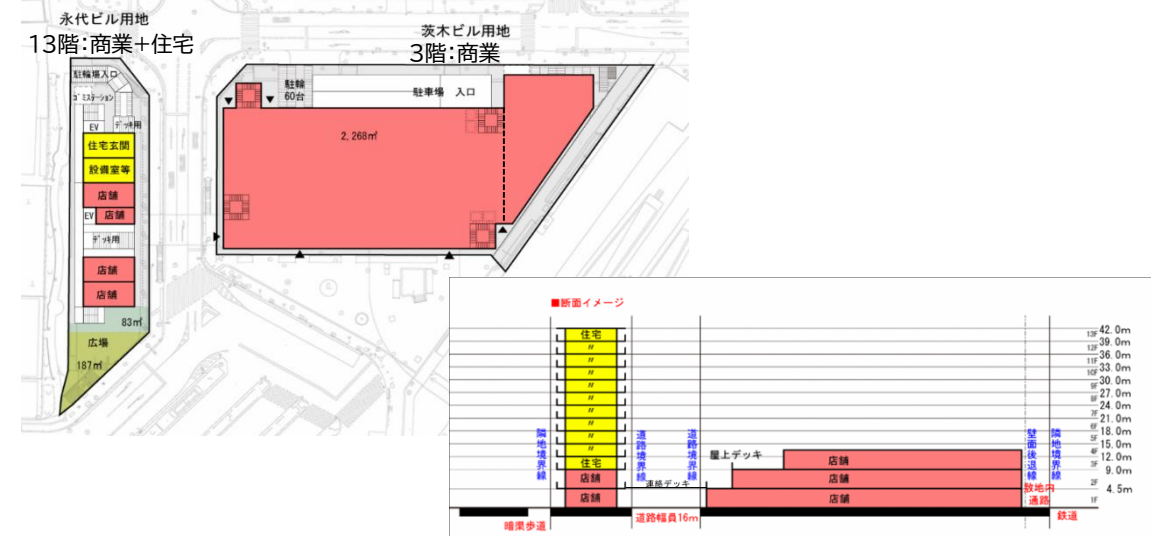 永代ビル用地
13階：商業＋住宅
茨木ビル用地
3階：商業
駐輪場入口
ゴミステーション
EV
デッキ用
住宅玄関
設備室等
店舗
EV
店舗
デッキ用
店舗
店舗
83㎡
広場
187㎡
駐輪
60台
駐車場 入口
2,268㎡
■断面イメージ
住宅
〃
〃
〃
〃
〃
〃
〃
〃
〃
住宅
店舗
店舗
隣地境界線
道路境界線
道路境界線
連絡デッキ
屋上デッキ
店舗
店舗
店舗
壁面後退線
隣地境界線
敷地内
通路
暗渠歩道
道路幅員16m
鉄道
13F 42.0m
12F 39.0m
11F 36.0m
10F 33.0m
9F 30.0m
8F 27.0m
7F 24.0m
6F 21.0m
5F 18.0m
4F 15.0m
3F 12.0m
9.0m
2F 4.5m
1F